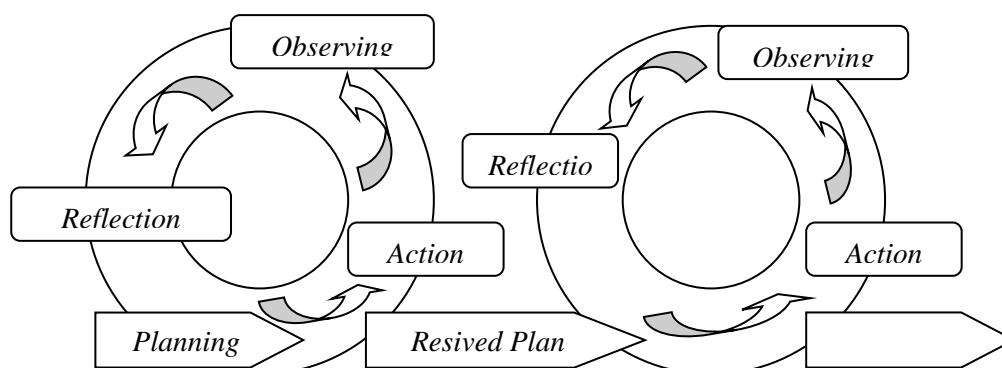 Observing
Reflection
Action
Planning
Observing
Reflectio
Action
Resived Plan